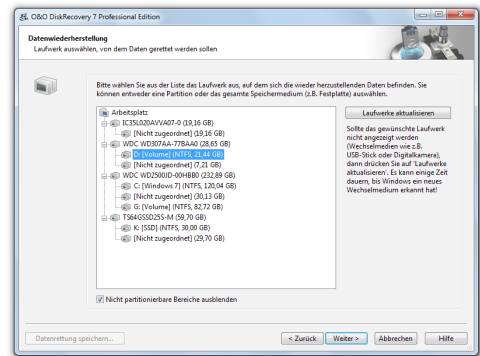 O&O DiskRecovery 7 Professional Edition
Datenwiederherstellung
Laufwerk auswählen, von dem Daten gerettet werden sollen
Bitte wählen Sie aus der Liste das Laufwerk aus, auf dem sich die wieder herzustellenden Daten befinden. Sie
können entweder eine Partition oder das gesamte Speichermedium (z.B. Festplatte) auswählen.
Arbeitsplatz
IC35L020AVVA07-0 (19,16 GB)
[Nicht zugeordnet] (19,16 GB)
WDC WD307AA-77BAA0 (28,65 GB)
D: [Volume] (NTFS, 21,44 GB)
[Nicht zugeordnet] (7,21 GB)
WDC WD2500JD-00HBB0 (232,89 GB)
C: [Windows 7] (NTFS, 120,04 GB)
[Nicht zugeordnet] (30,13 GB)
G: [Volume] (NTFS, 82,72 GB)
TS64GSSD25S-M (59,70 GB)
K: [SSD] (NTFS, 30,00 GB)
[Nicht zugeordnet] (29,70 GB)
Laufwerke aktualisieren
Sollte das gewünschte Laufwerk
nicht angezeigt werden
(Wechselmedien wie z.B.
USB-Stick oder Digitalkamera),
dann drücken Sie auf 'Laufwerke
aktualisieren'. Es kann einige Zeit
dauern, bis Windows ein neues
Wechselmedium erkannt hat!
Nicht partitionierbare Bereiche ausblenden
Datenrettung speichern...
< Zurück
Weiter >
Abbrechen
Hilfe